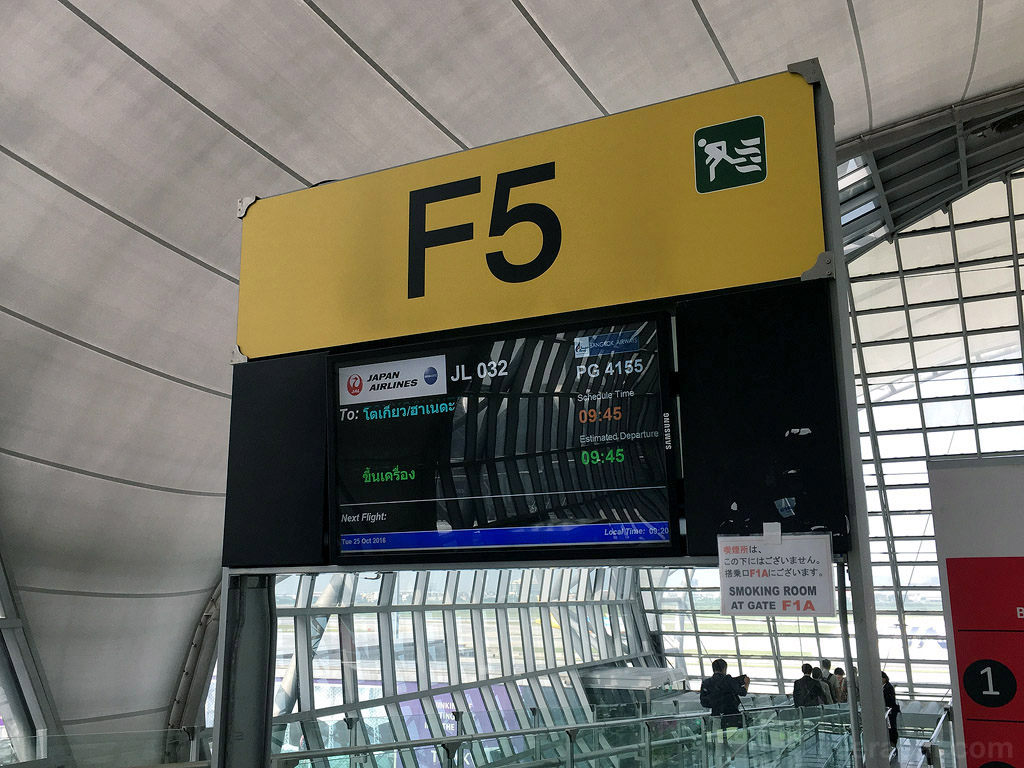 F5
JAPAN AIRLINES
JL 032
BANGKOK AIRWAYS
PG 4155
To: โตเกียว/ฮาเนดะ
Schedule Time
09:45
Estimated Departure
09:45
ขึ้นเครื่อง
Next Flight:
Tue 25 Oct 2016
Local Time: 09:20
SAMSUNG
喫煙所は、
この下にはございません。
搭乗口F1Aにございます。
SMOKING ROOM
AT GATE F1A
1